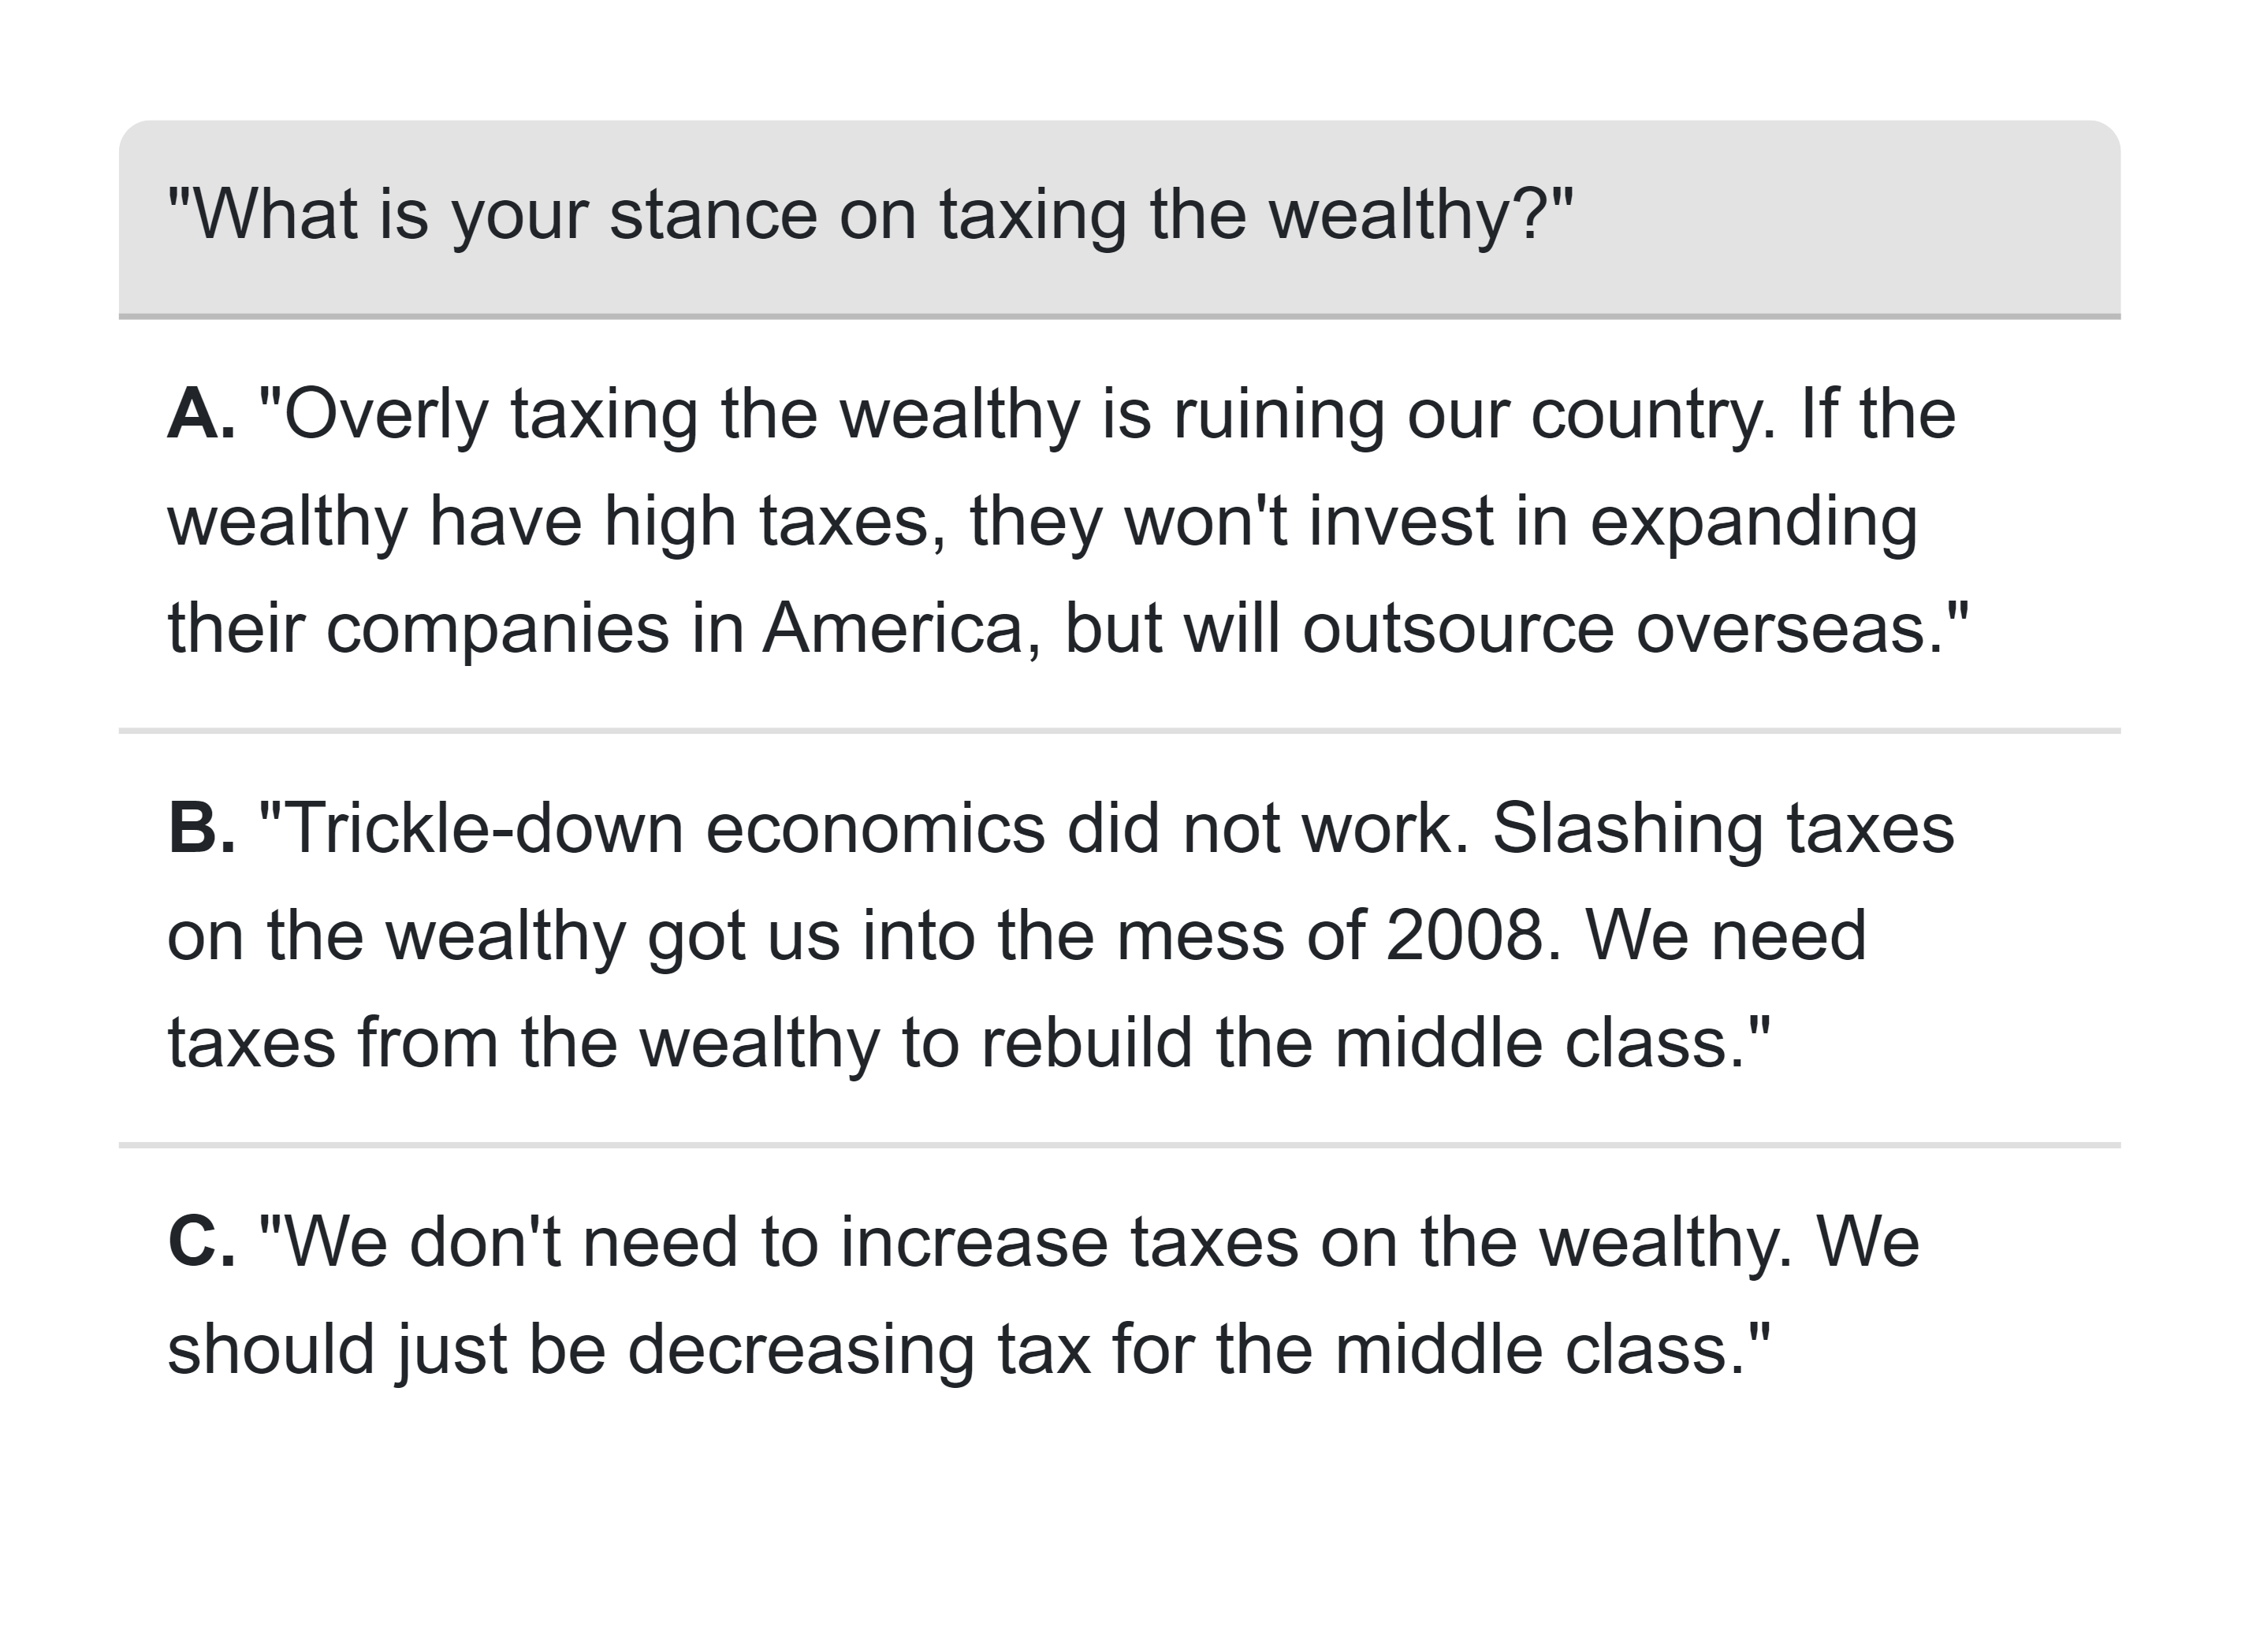 "What is your stance on taxing the wealthy?"
A. "Overly taxing the wealthy is ruining our country. If the
wealthy have high taxes, they won't invest in expanding
their companies in America, but will outsource overseas."
B. "Trickle-down economics did not work. Slashing taxes
on the wealthy got us into the mess of 2008. We need
taxes from the wealthy to rebuild the middle class."
C. "We don't need to increase taxes on the wealthy. We
should just be decreasing tax for the middle class."